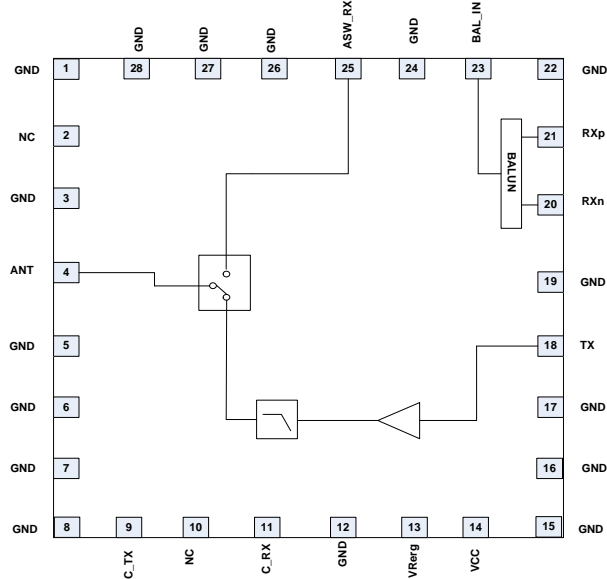 GND
GND
GND
ASW_RX
GND
BAL_IN
GND 1 28 27 26 25 24 23 22 GND
NC 2
21 RXp
BALUN
GND 3
20 RXn
ANT 4
19 GND
GND 5
18 TX
GND 6
17 GND
GND 7
16 GND
GND 8 9 10 11 12 13 14 15 GND
C_TX
NC
C_RX
GND
VRerg
VCC